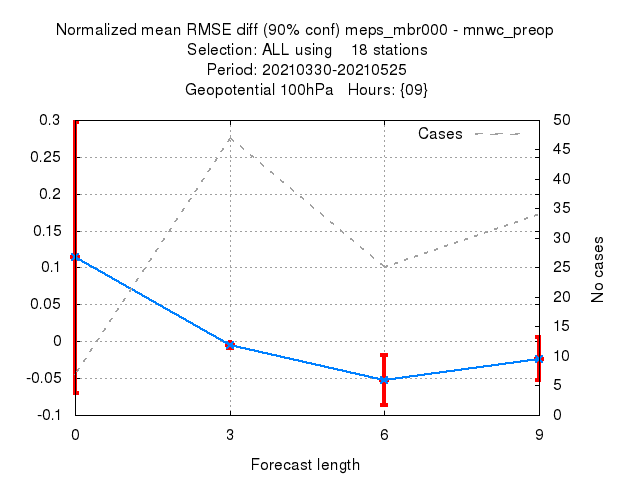 Normalized mean RMSE diff (90% conf) meps_mbr000 - mnwc_preop
Selection: ALL using    18 stations
Period: 20210330-20210525
Geopotential 100hPa   Hours: {09}
Cases
0.3
0.25
0.2
0.15
0.1
0.05
0
-0.05
-0.1
50
45
40
35
30
25
20
15
10
5
0
No cases
0 3 6 9
Forecast length